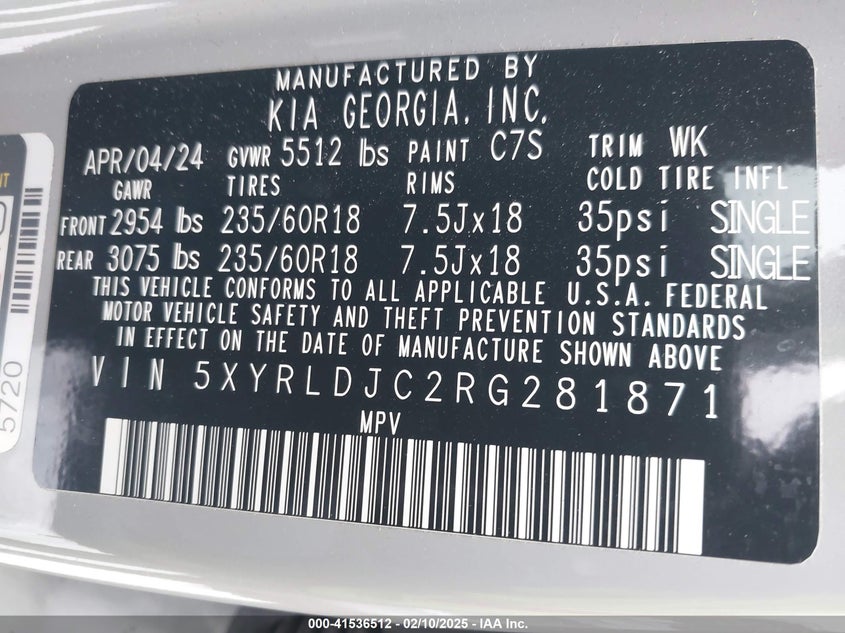 MANUFACTURED BY
KIA GEORGIA. INC.
APR/04/24 GVWR 5512 lbs PAINT C7S TRIM WK
GAWR TIRES RIMS COLD TIRE INFL
FRONT 2954 lbs 235/60R18 7.5Jx18 35psi SINGLE
REAR 3075 lbs 235/60R18 7.5Jx18 35psi SINGLE
THIS VEHICLE CONFORMS TO ALL APPLICABLE U.S.A. FEDERAL
MOTOR VEHICLE SAFETY AND THEFT PREVENTION STANDARDS
IN EFFECT ON THE DATE OF MANUFACTURE SHOWN ABOVE
VIN 5XYRLDJC2RG281871
MPV
5720
000-41536512 - 02/10/2025 - IAA Inc.